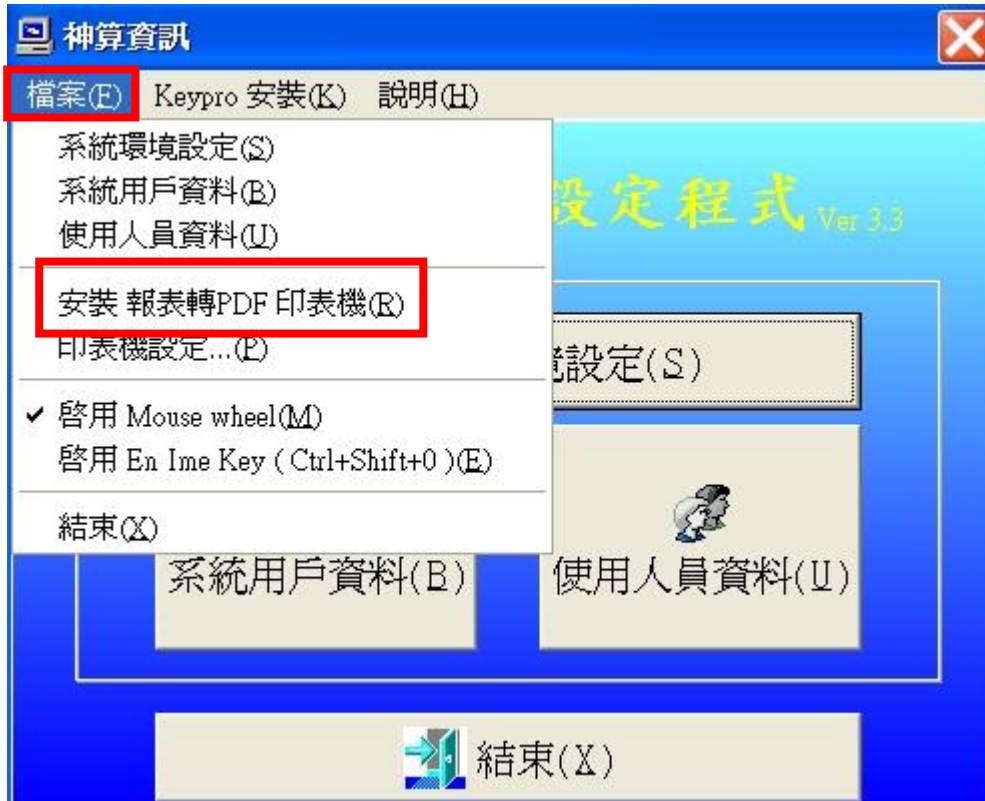 神算資訊
檔案(F) Keypro 安裝(K) 說明(H)
系統環境設定(S)
系統用戶資料(B)
使用人員資料(U)
安裝 報表轉PDF 印表機(R)
印表機設定...(P)
✓ 啓用 Mouse wheel(M)
啓用 En Ime Key ( Ctrl+Shift+0 )(E)
結束(X)
設定程式 Ver 3.3
設定(S)
系統用戶資料(B)
使用人員資料(U)
結束(X)